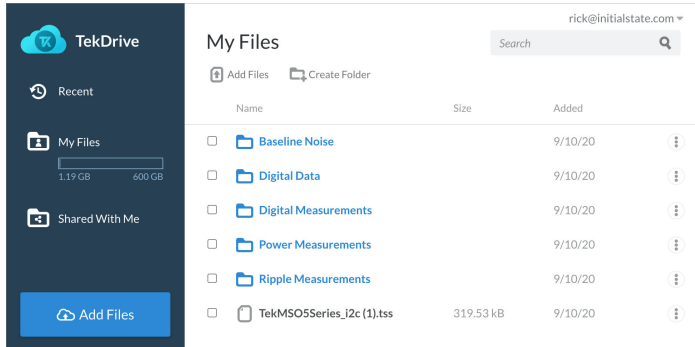 TK
TekDrive
Recent
My Files
1.19 GB 600 GB
Shared With Me
Add Files
rick@initialstate.com
My Files
Search
Add Files Create Folder
Name Size Added
Baseline Noise 9/10/20
Digital Data 9/10/20
Digital Measurements 9/10/20
Power Measurements 9/10/20
Ripple Measurements 9/10/20
TekMSO5Series_i2c (1).tss 319.53 kB 9/10/20